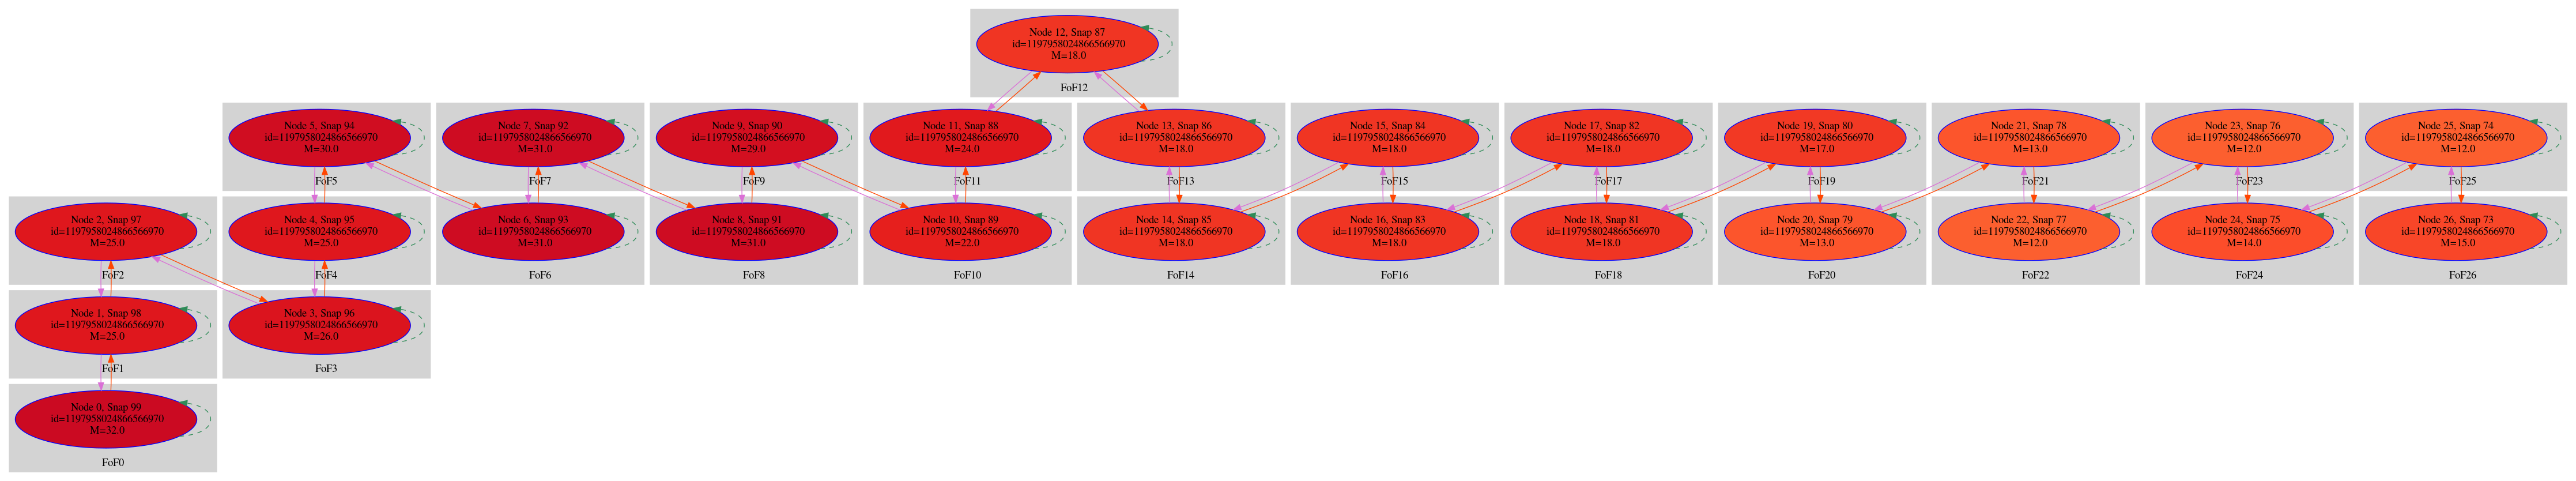 Node 12, Snap 87
id=1197958024866566970
M=18.0
FoF12
Node 5, Snap 94
id=1197958024866566970
M=30.0
FoF5
Node 7, Snap 92
id=1197958024866566970
M=31.0
FoF7
Node 9, Snap 90
id=1197958024866566970
M=29.0
FoF9
Node 11, Snap 88
id=1197958024866566970
M=24.0
FoF11
Node 13, Snap 86
id=1197958024866566970
M=18.0
FoF13
Node 15, Snap 84
id=1197958024866566970
M=18.0
FoF15
Node 17, Snap 82
id=1197958024866566970
M=18.0
FoF17
Node 19, Snap 80
id=1197958024866566970
M=17.0
FoF19
Node 21, Snap 78
id=1197958024866566970
M=13.0
FoF21
Node 23, Snap 76
id=1197958024866566970
M=12.0
FoF23
Node 25, Snap 74
id=1197958024866566970
M=12.0
FoF25
Node 2, Snap 97
id=1197958024866566970
M=25.0
FoF2
Node 4, Snap 95
id=1197958024866566970
M=25.0
FoF4
Node 6, Snap 93
id=1197958024866566970
M=31.0
FoF6
Node 8, Snap 91
id=1197958024866566970
M=31.0
FoF8
Node 10, Snap 89
id=1197958024866566970
M=22.0
FoF10
Node 14, Snap 85
id=1197958024866566970
M=18.0
FoF14
Node 16, Snap 83
id=1197958024866566970
M=18.0
FoF16
Node 18, Snap 81
id=1197958024866566970
M=18.0
FoF18
Node 20, Snap 79
id=1197958024866566970
M=13.0
FoF20
Node 22, Snap 77
id=1197958024866566970
M=12.0
FoF22
Node 24, Snap 75
id=1197958024866566970
M=14.0
FoF24
Node 26, Snap 73
id=1197958024866566970
M=15.0
FoF26
Node 1, Snap 98
id=1197958024866566970
M=25.0
FoF1
Node 3, Snap 96
id=1197958024866566970
M=26.0
FoF3
Node 0, Snap 99
id=1197958024866566970
M=32.0
FoF0